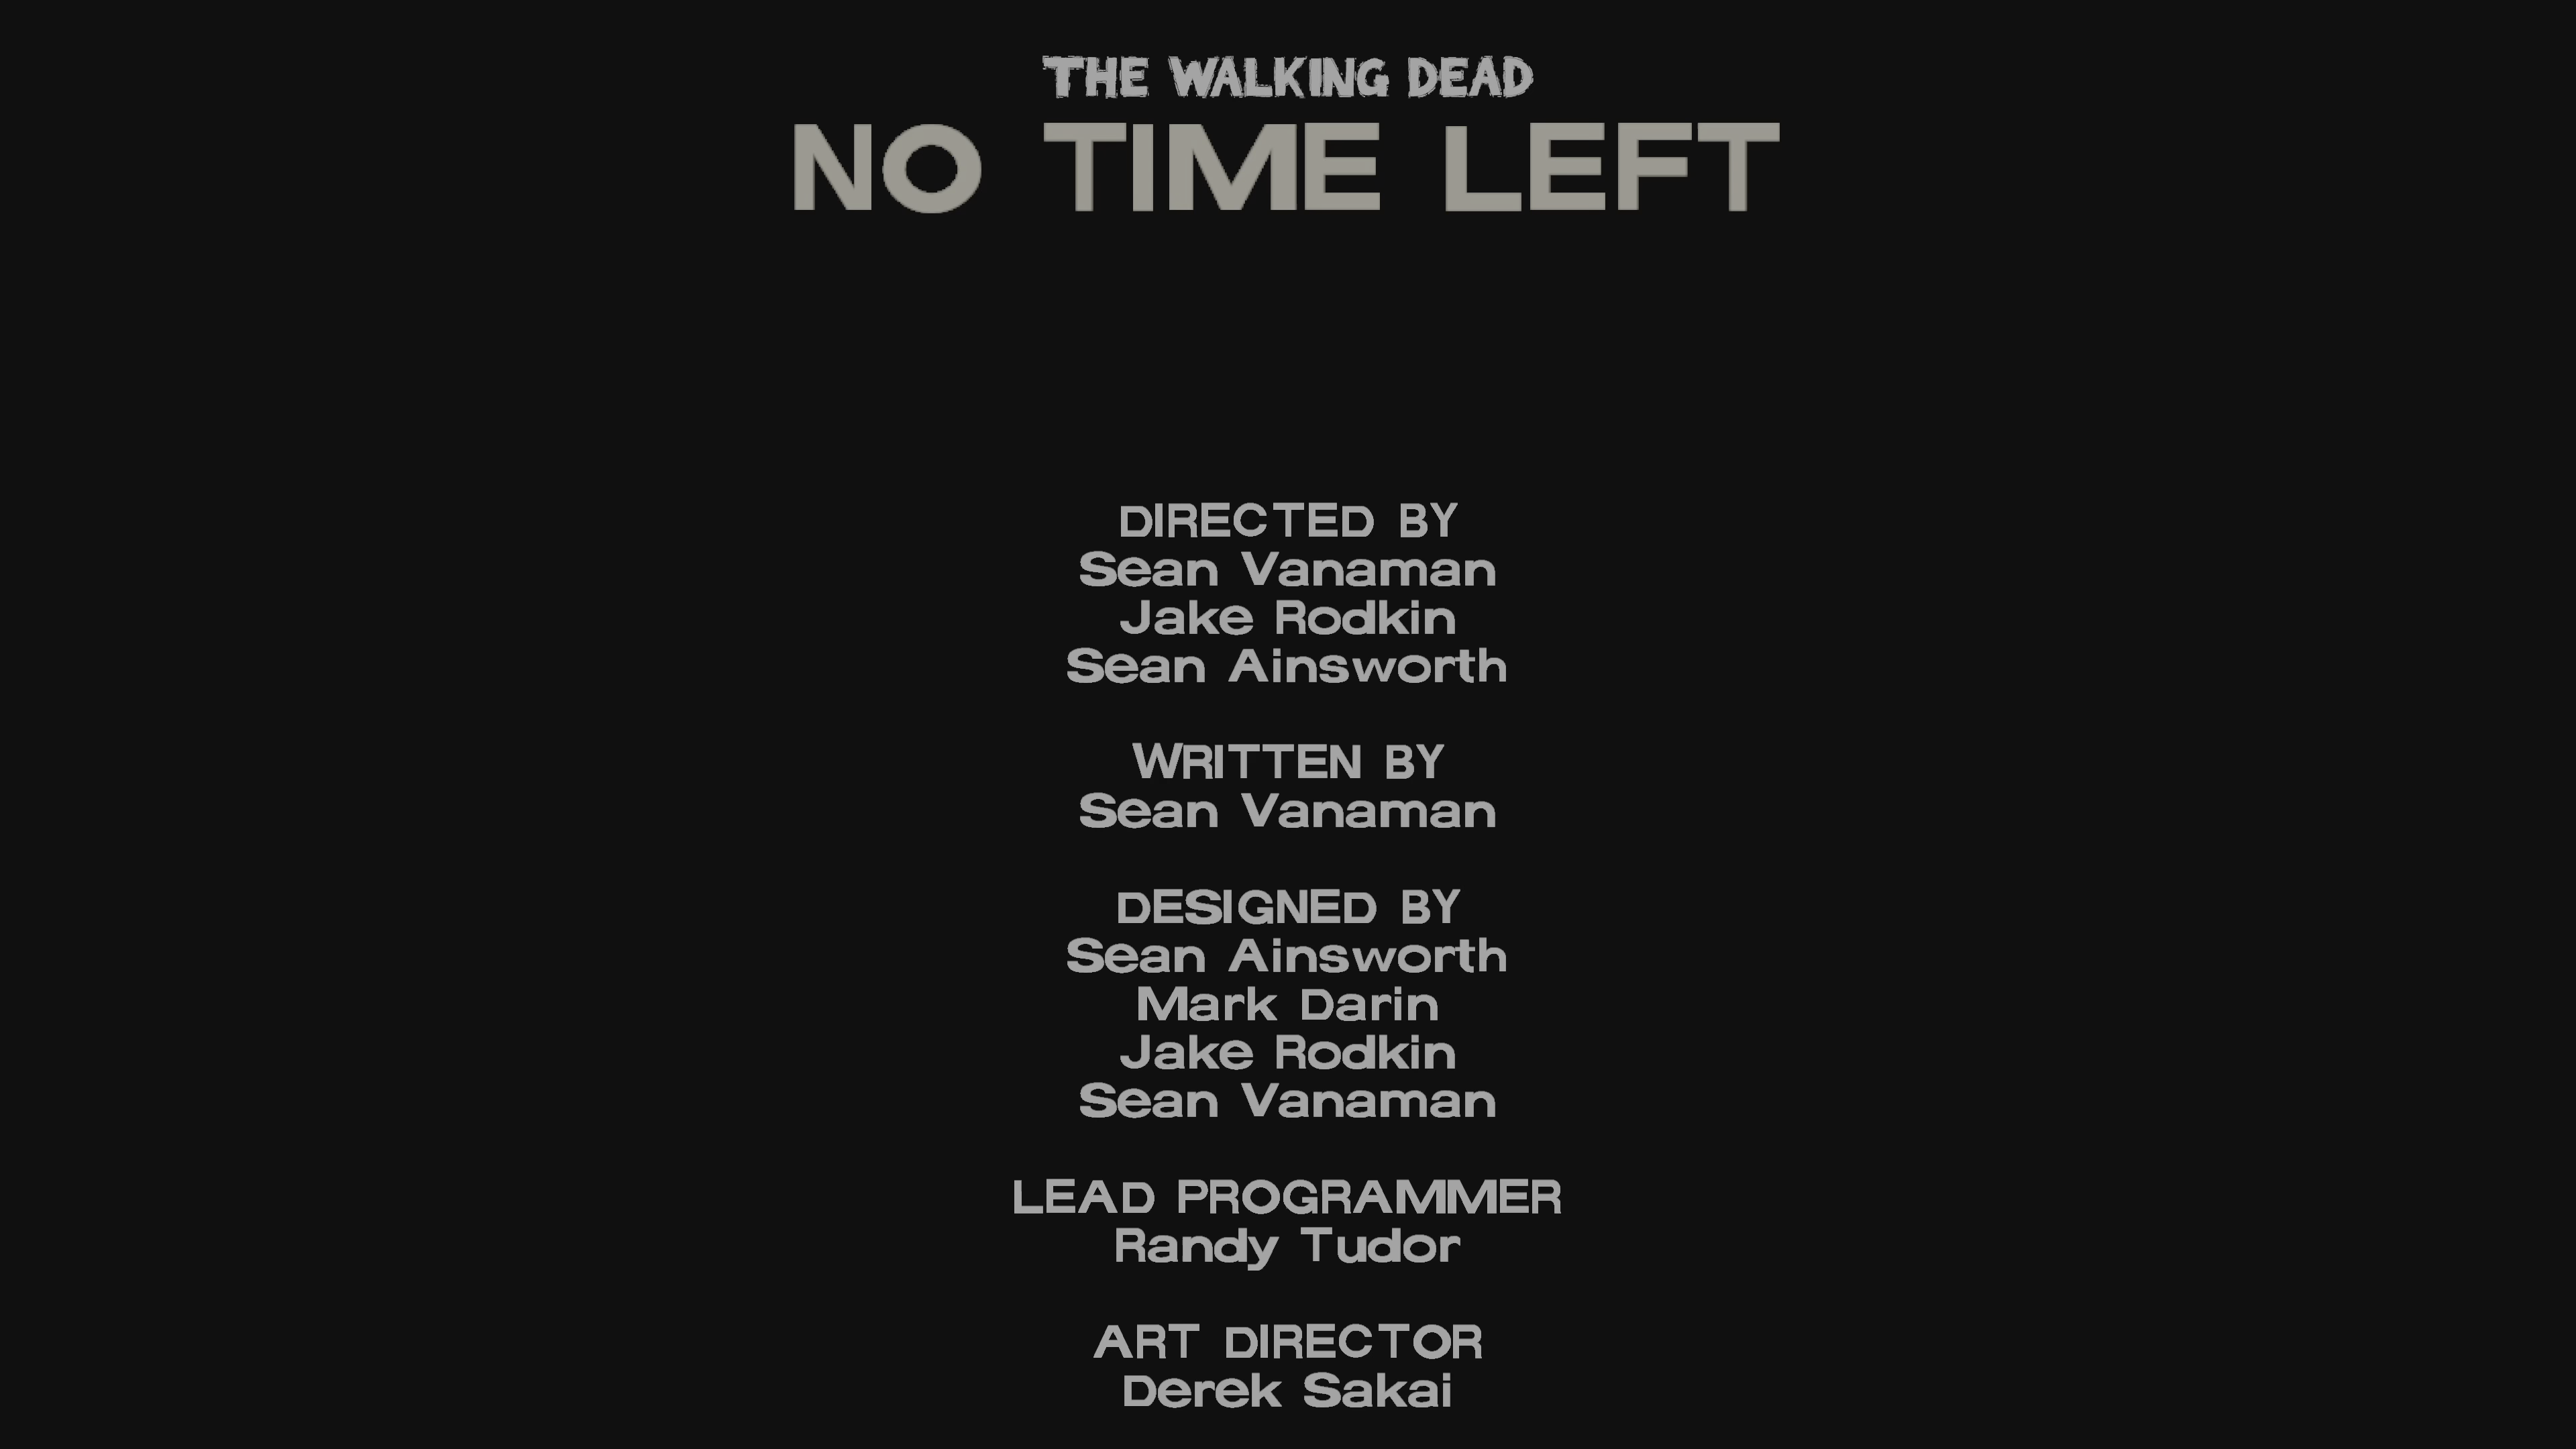 THE WALKING DEAD
NO TIME LEFT
DIRECTED BY
Sean Vanaman
Jake Rodkin
Sean Ainsworth
WRITTEN BY
Sean Vanaman
DESIGNED BY
Sean Ainsworth
Mark Darin
Jake Rodkin
Sean Vanaman
LEAD PROGRAMMER
Randy Tudor
ART DIRECTOR
Derek Sakai